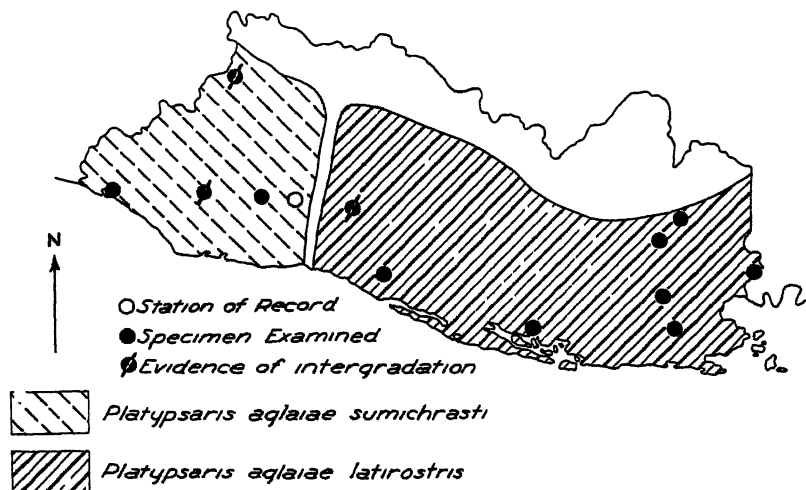 N
Station of Record
Specimen Examined
Evidence of intergradation
Platypsaris aglaiae sumichrasti
Platypsaris aglaiae latirostris